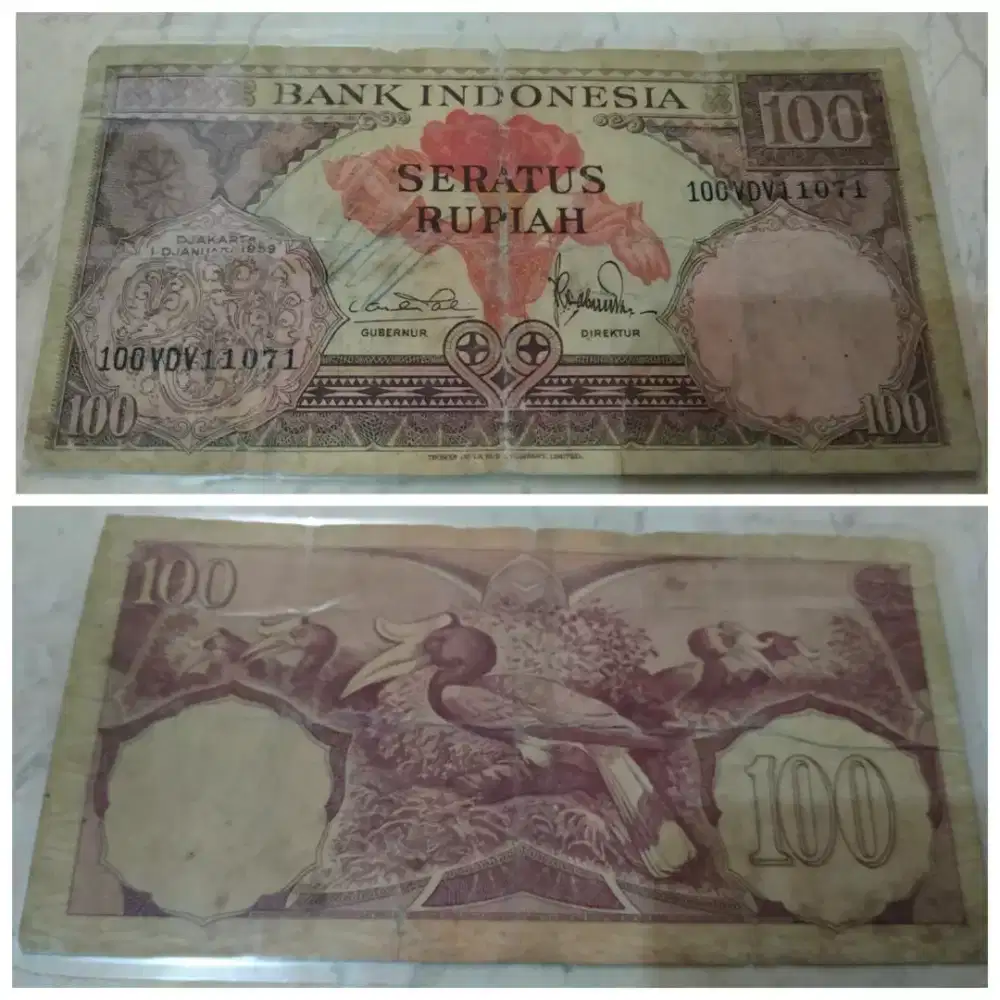 BANK INDONESIA
100
SERATUS
RUPIAH
100VDV11071
DJAKARTA
1 DJANUARI 1959
GUBERNUR
DIREKTUR
100VDV11071
100
100
100
100